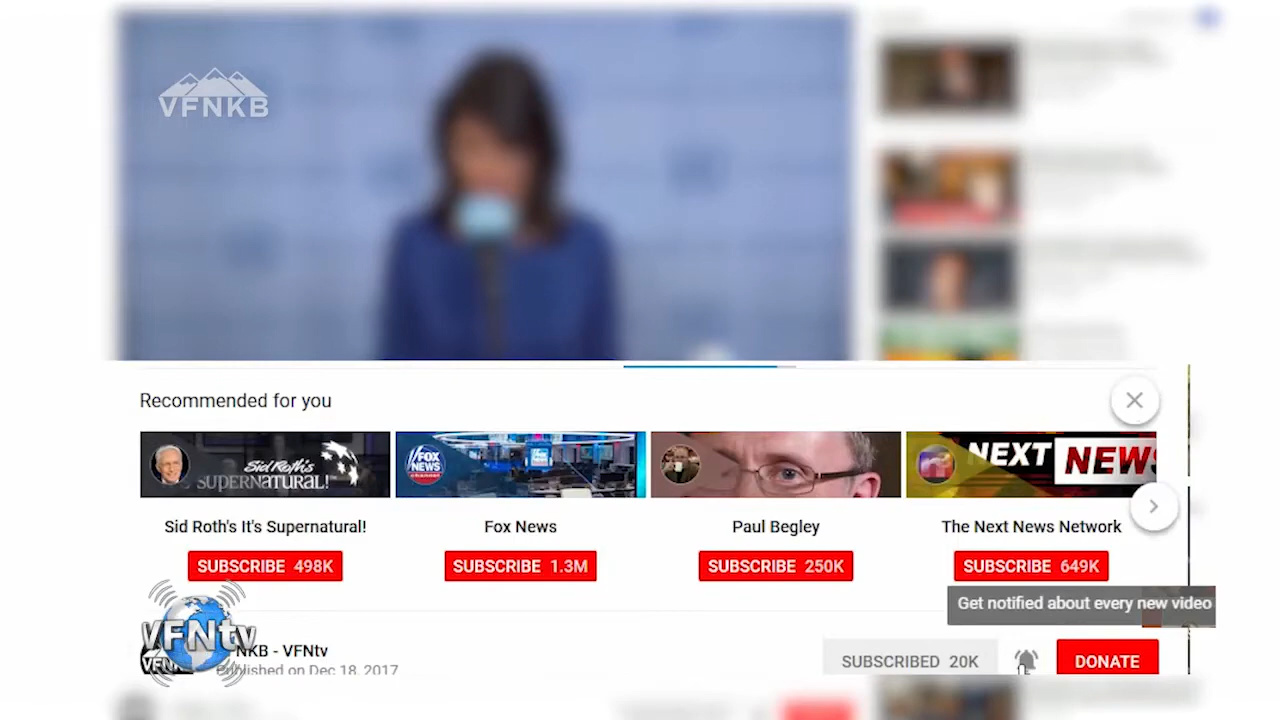 VFNKB
Recommended for you
Sid Roth's
SUPERNATURAL!
FOX
NEWS
NEXT NEWS
Sid Roth's It's Supernatural!
Fox News
Paul Begley
The Next News Network
SUBSCRIBE 498K
SUBSCRIBE 1.3M
SUBSCRIBE 250K
SUBSCRIBE 649K
Get notified about every new video
VFNtv
NKB - VFNtv
Published on Dec 18, 2017
SUBSCRIBED 20K
DONATE